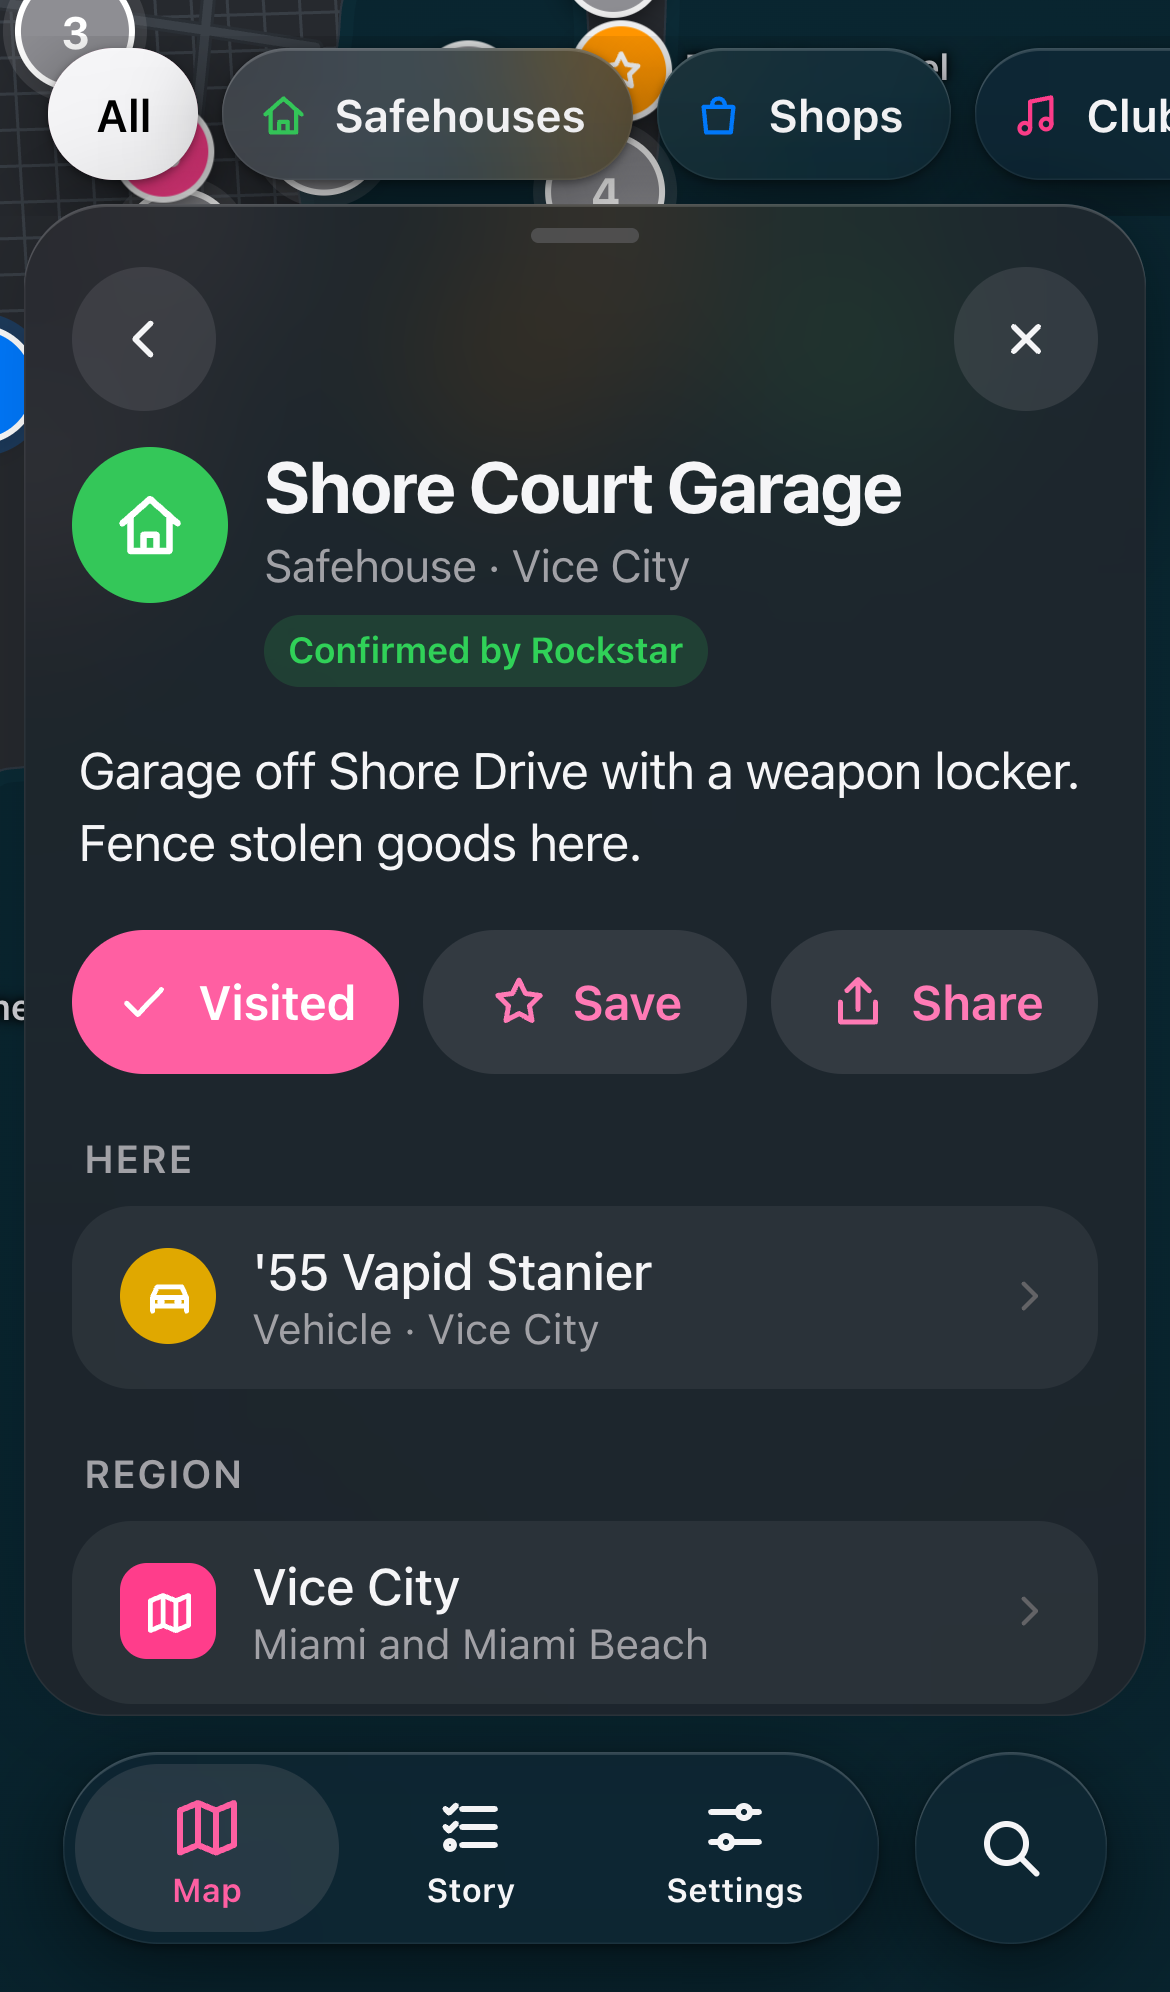 3
All
Safehouses
Shops
Club
4
Shore Court Garage
Safehouse · Vice City
Confirmed by Rockstar
Garage off Shore Drive with a weapon locker.
Fence stolen goods here.
Visited
Save
Share
HERE
'55 Vapid Stanier
Vehicle · Vice City
REGION
Vice City
Miami and Miami Beach
Map
Story
Settings